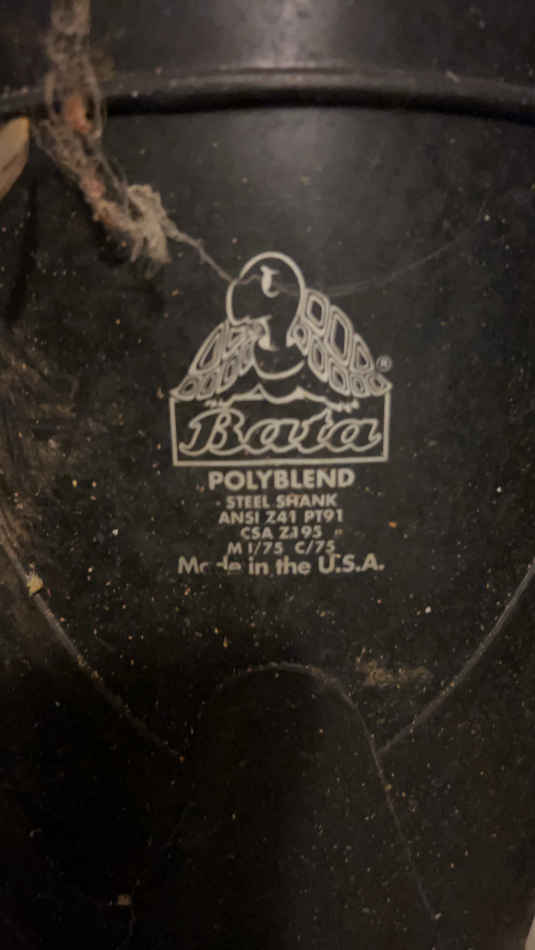 ®
Bata
POLYBLEND
STEEL SHANK
ANSI Z41 PT91
CSA Z195
M I/75 C/75
Made in the U.S.A.